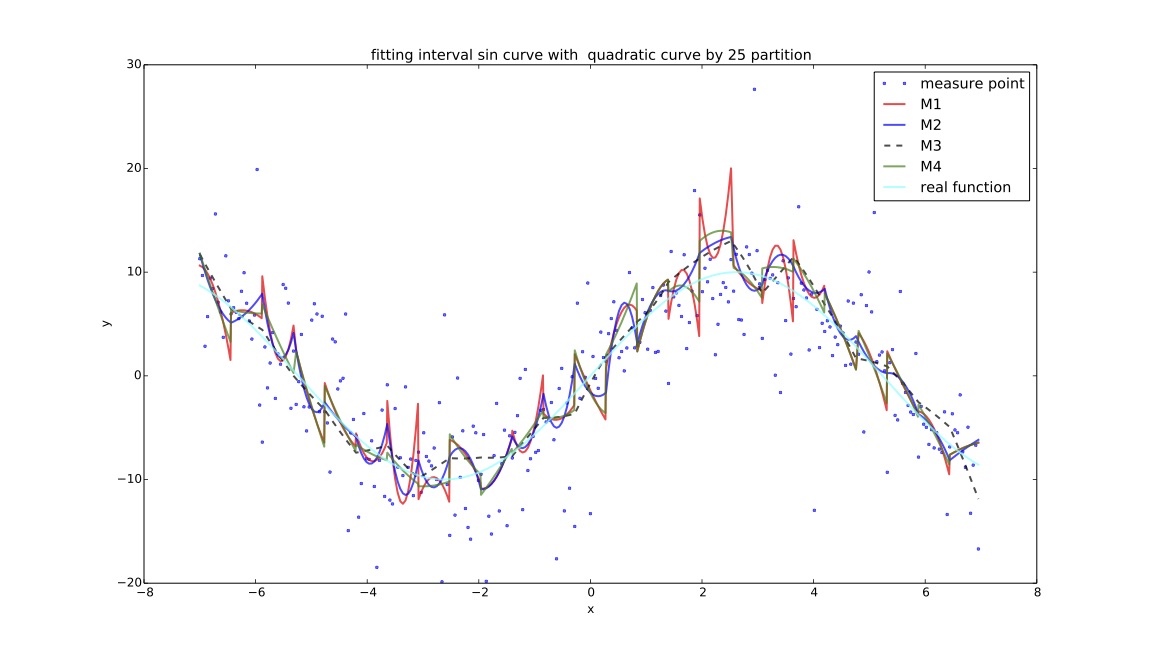 fitting interval sin curve with  quadratic curve by 25 partition
30
20
10
0
−10
−20
y
−8 −6 −4 −2 0 2 4 6 8
x
measure point
M1
M2
M3
M4
real function